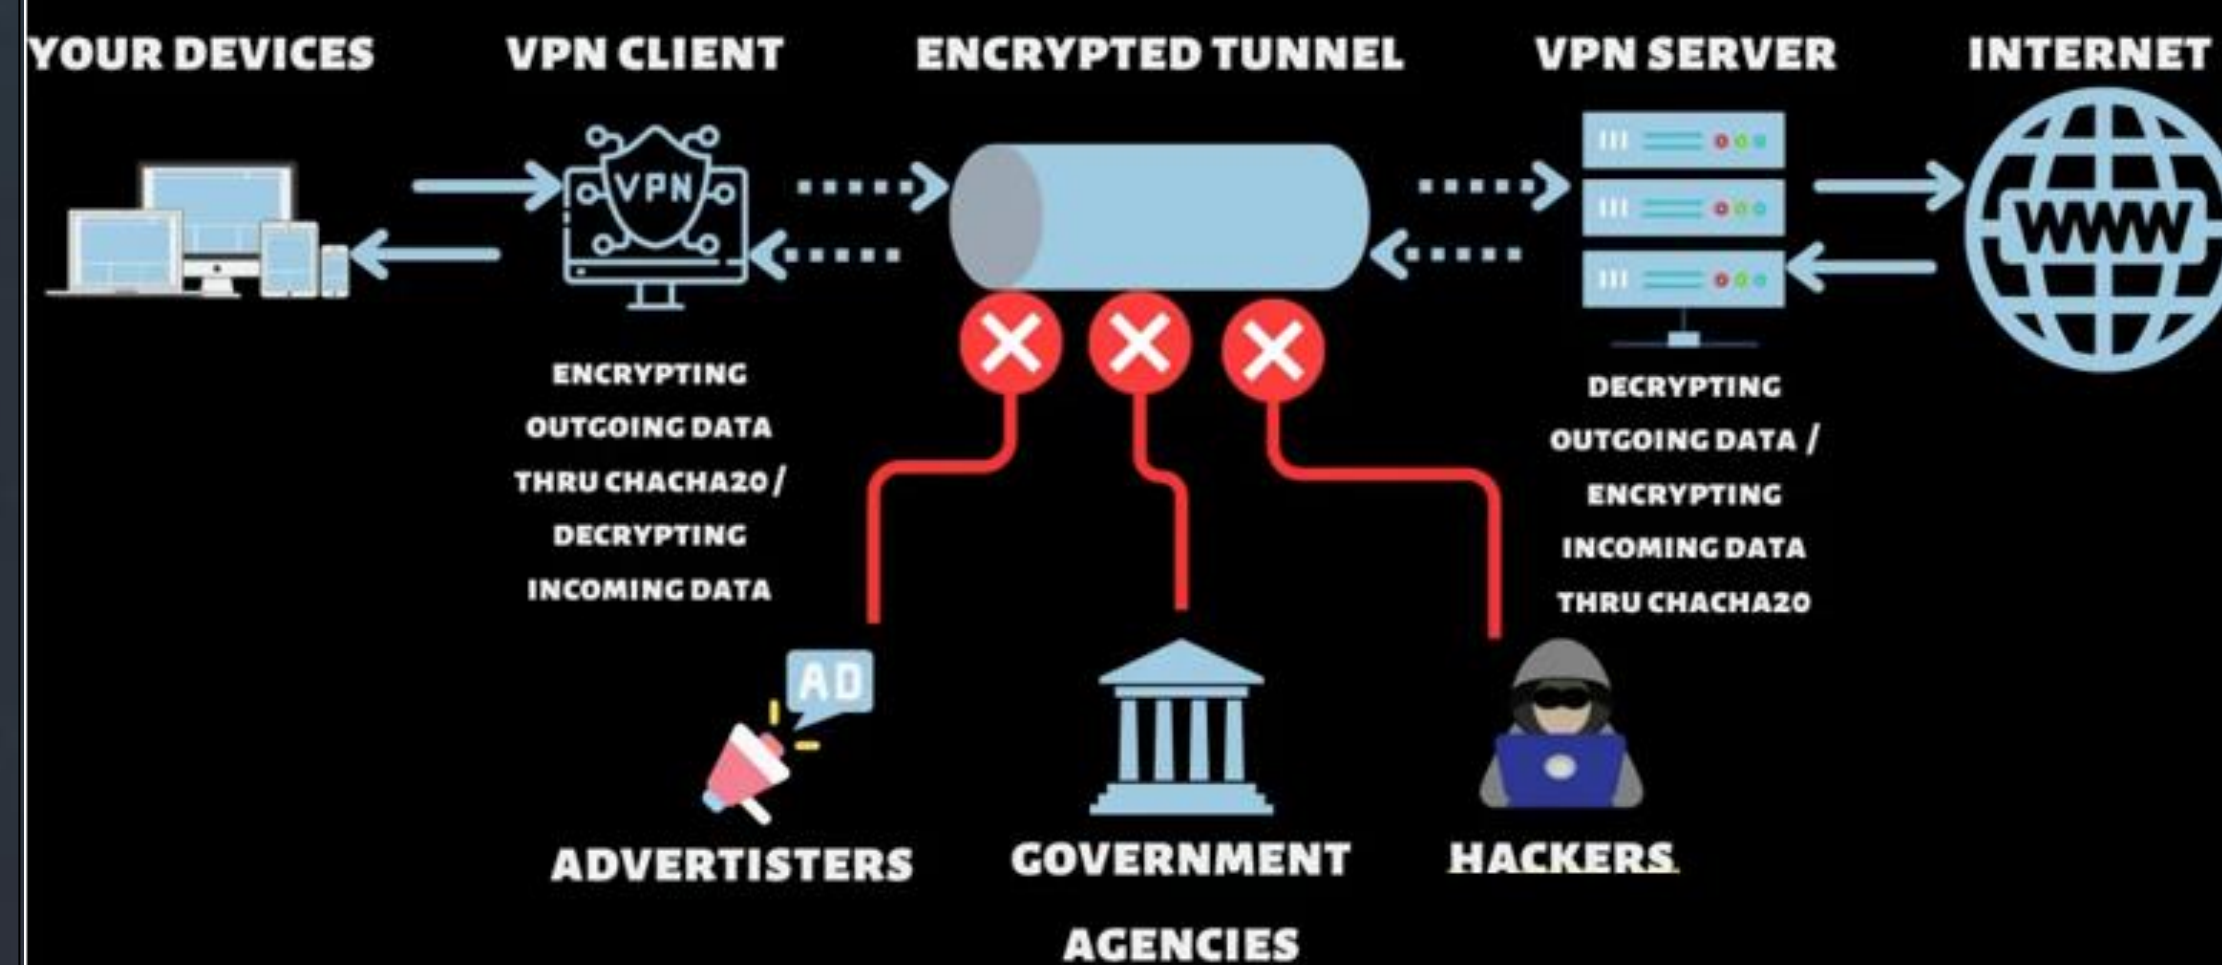 YOUR DEVICES
VPN CLIENT
ENCRYPTED TUNNEL
VPN SERVER
INTERNET
VPN
WWW
ENCRYPTING
OUTGOING DATA
THRU CHACHA20 /
DECRYPTING
INCOMING DATA
DECRYPTING
OUTGOING DATA /
ENCRYPTING
INCOMING DATA
THRU CHACHA20
AD
ADVERTISTERS
GOVERNMENT
AGENCIES
HACKERS